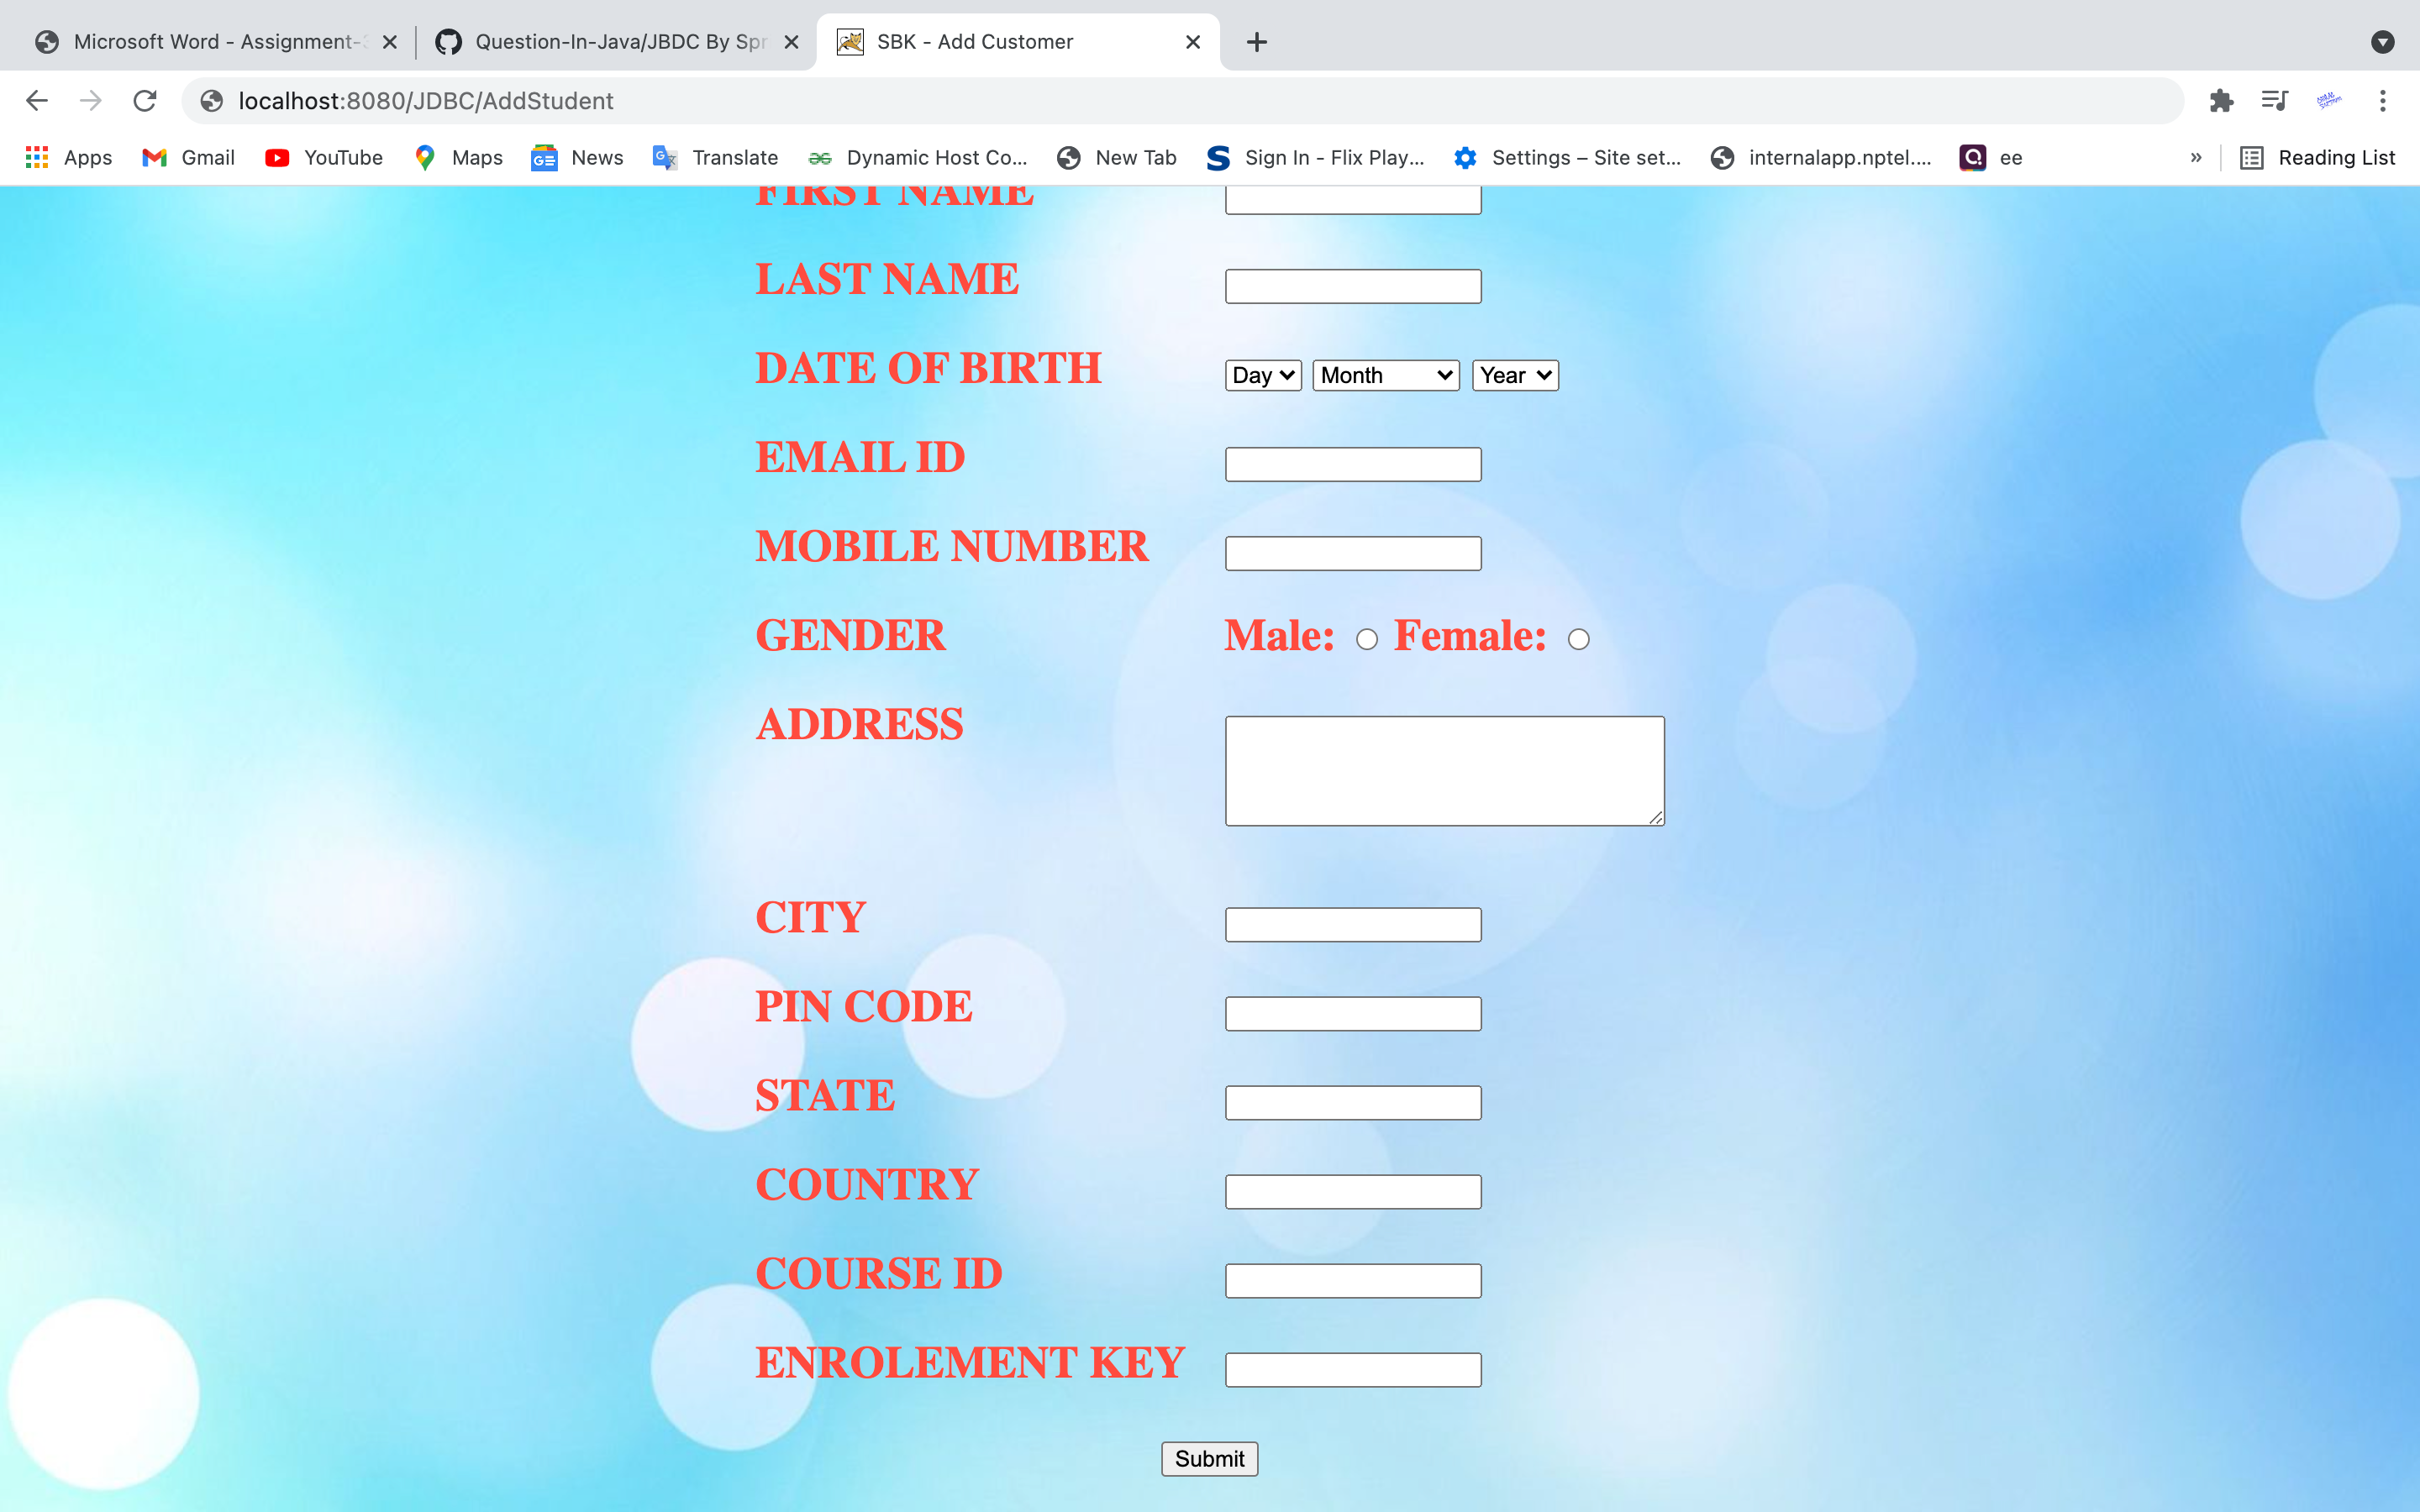 Microsoft Word - Assignment-
Question-In-Java/JBDC By Spr
SBK - Add Customer
localhost:8080/JDBC/AddStudent
Apps Gmail YouTube Maps News Translate Dynamic Host Co... New Tab Sign In - Flix Play... Settings – Site set... internalapp.nptel.... ee » Reading List
FIRST NAME
LAST NAME
DATE OF BIRTH Day Month Year
EMAIL ID
MOBILE NUMBER
GENDER Male: Female:
ADDRESS
CITY
PIN CODE
STATE
COUNTRY
COURSE ID
ENROLEMENT KEY
Submit